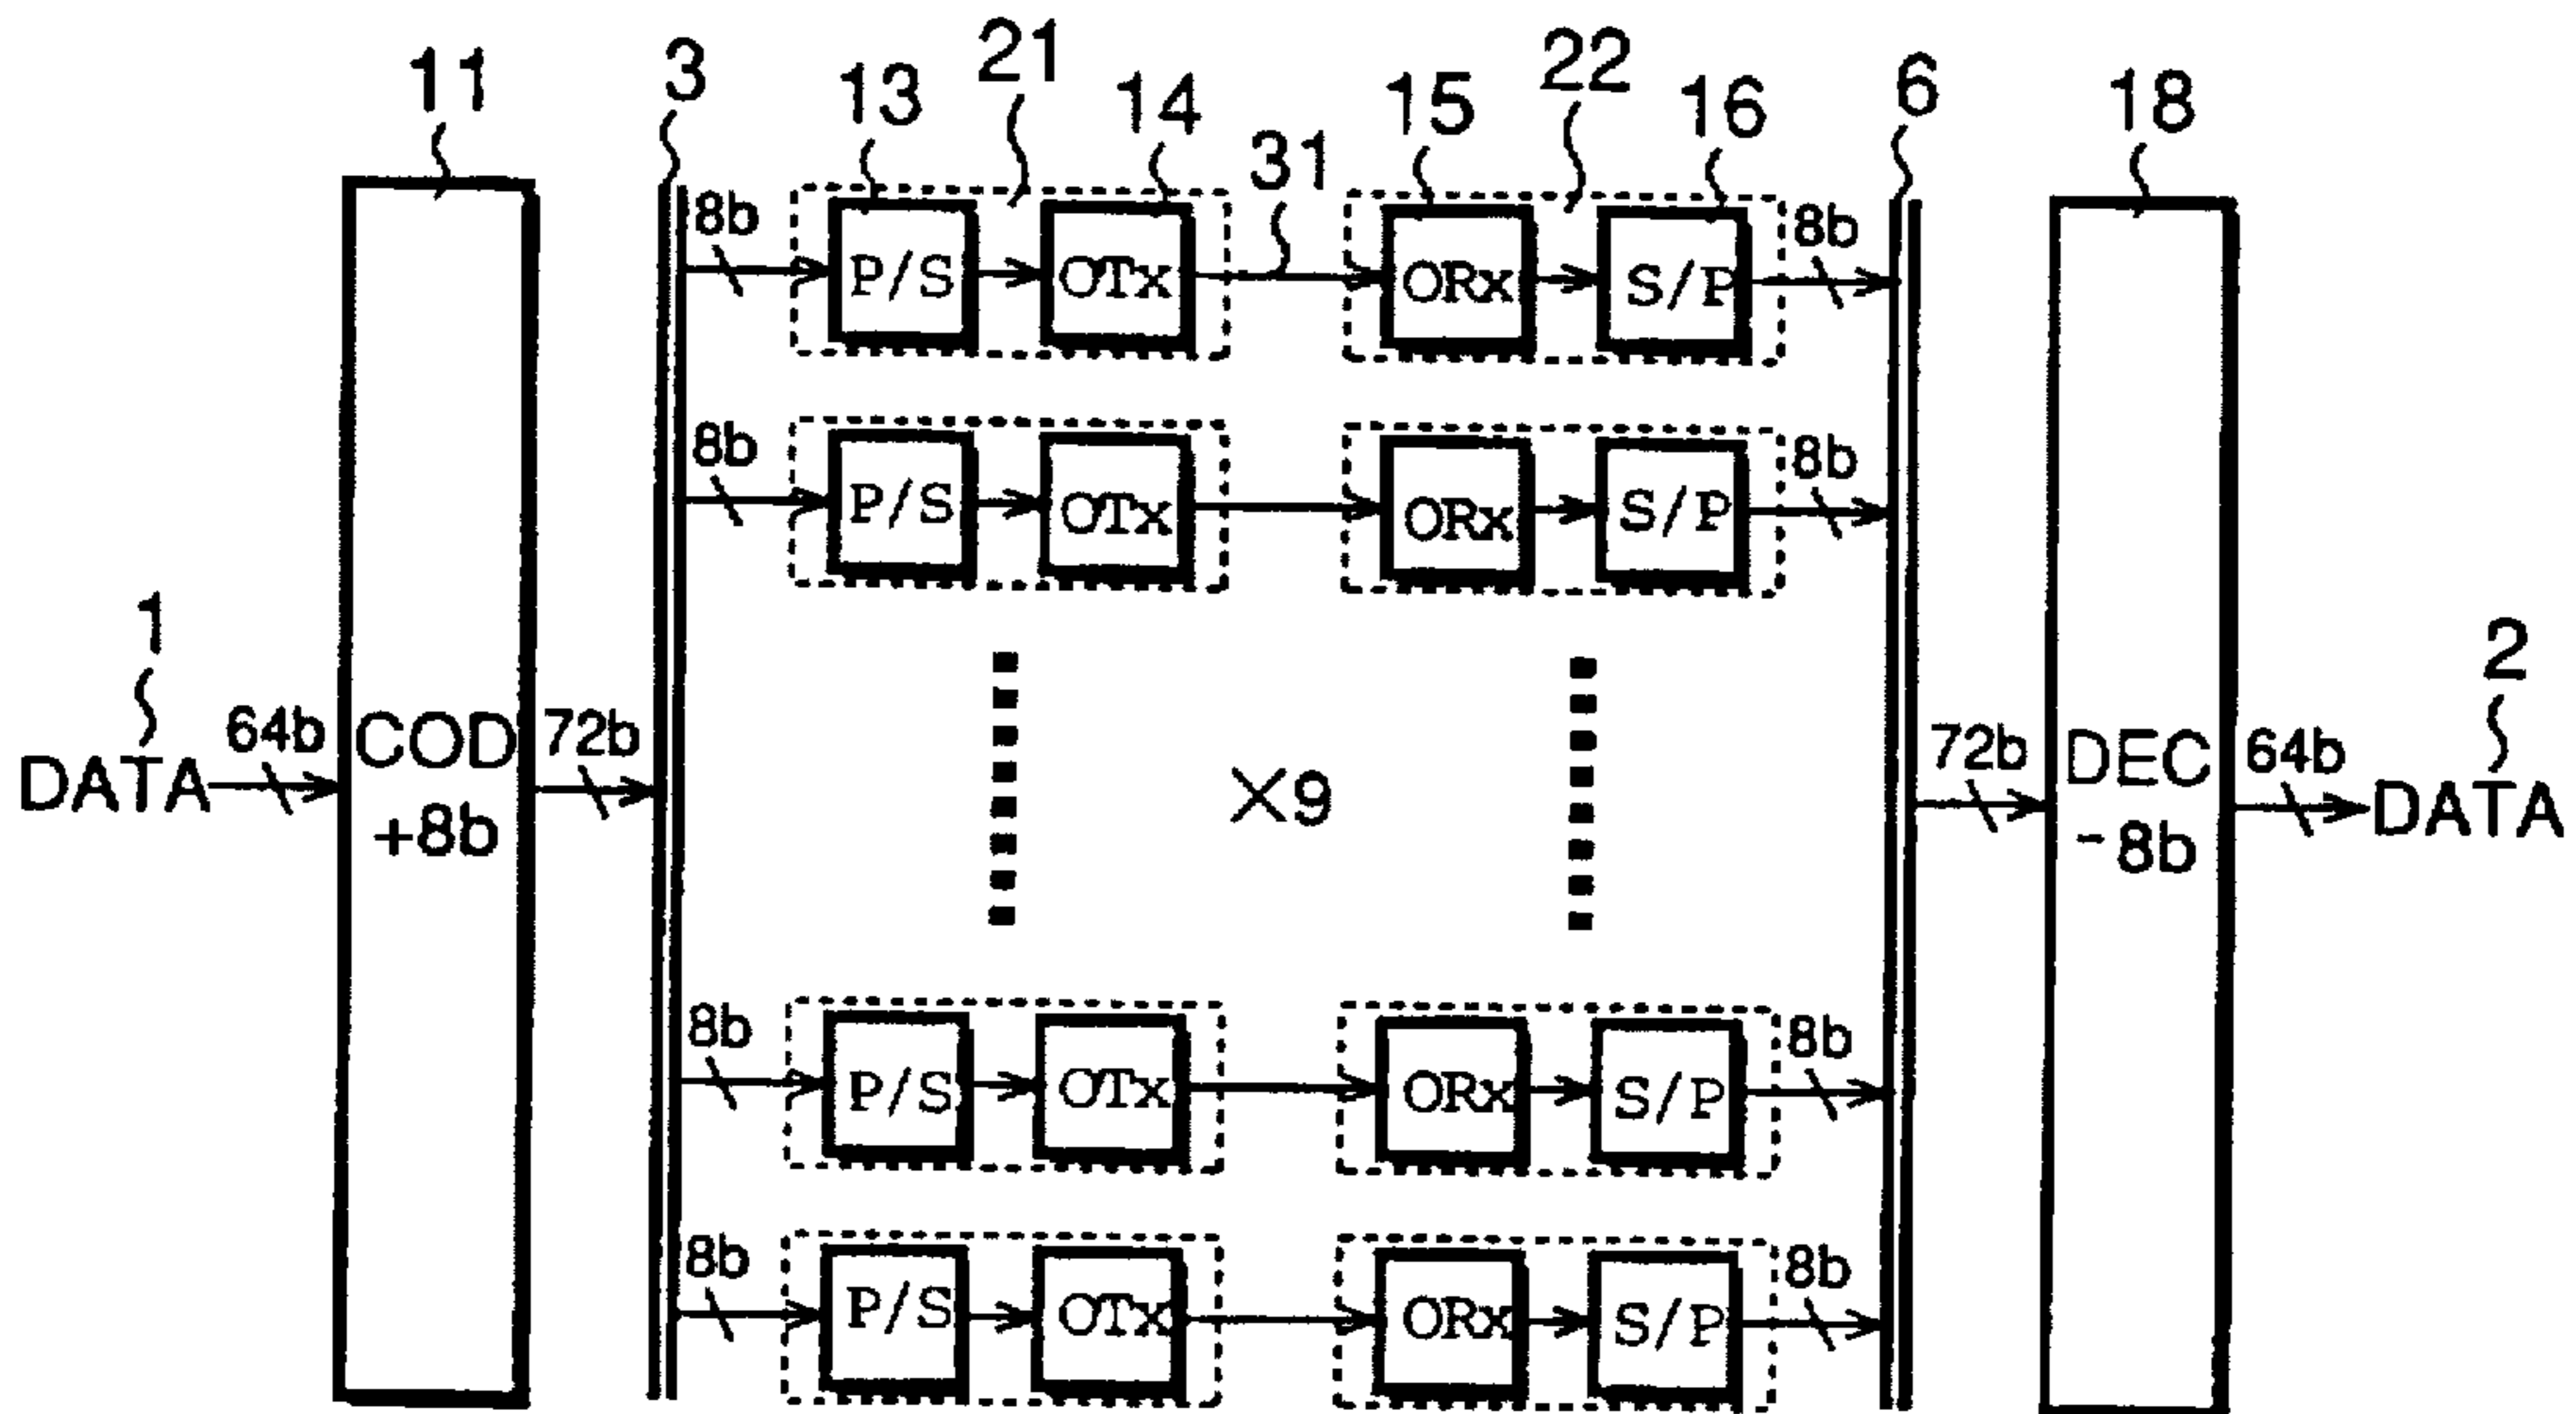 11 3 13 21 14 31 15 22 16 6 18
8b P/S OTx ORx S/P 8b
8b P/S OTx ORx S/P 8b
1 2
DATA 64b COD 72b ×9 72b DEC 64b DATA
+8b -8b
8b P/S OTx ORx S/P 8b
8b P/S OTx ORx S/P 8b